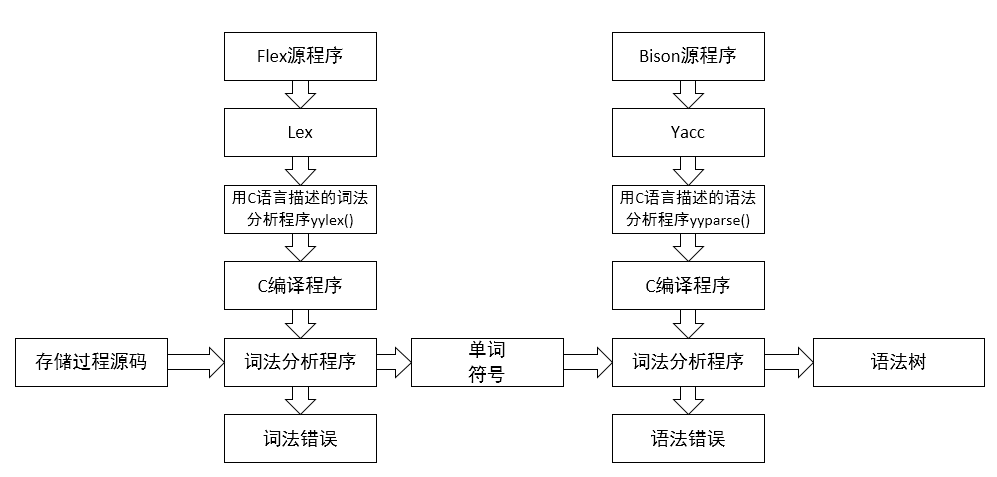 Flex源程序
Bison源程序
Lex
Yacc
用C语言描述的词法
分析程序yylex()
用C语言描述的语法
分析程序yyparse()
C编译程序
C编译程序
存储过程源码
词法分析程序
单词
符号
词法分析程序
语法树
词法错误
语法错误